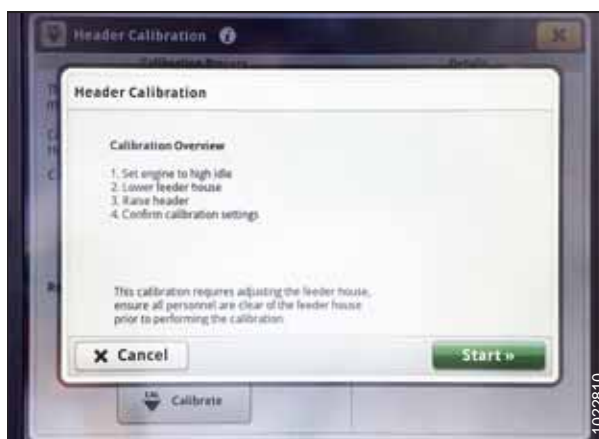 Header Calibration
Details
Header Calibration
Calibration Overview
1. Set engine to high idle
2. Lower feeder house
3. Raise header
4. Confirm calibration settings
This calibration requires adjusting the feeder house,
ensure all personnel are clear of the feeder house
prior to performing the calibration
X Cancel
Start »
CAL
Calibrate
1022810